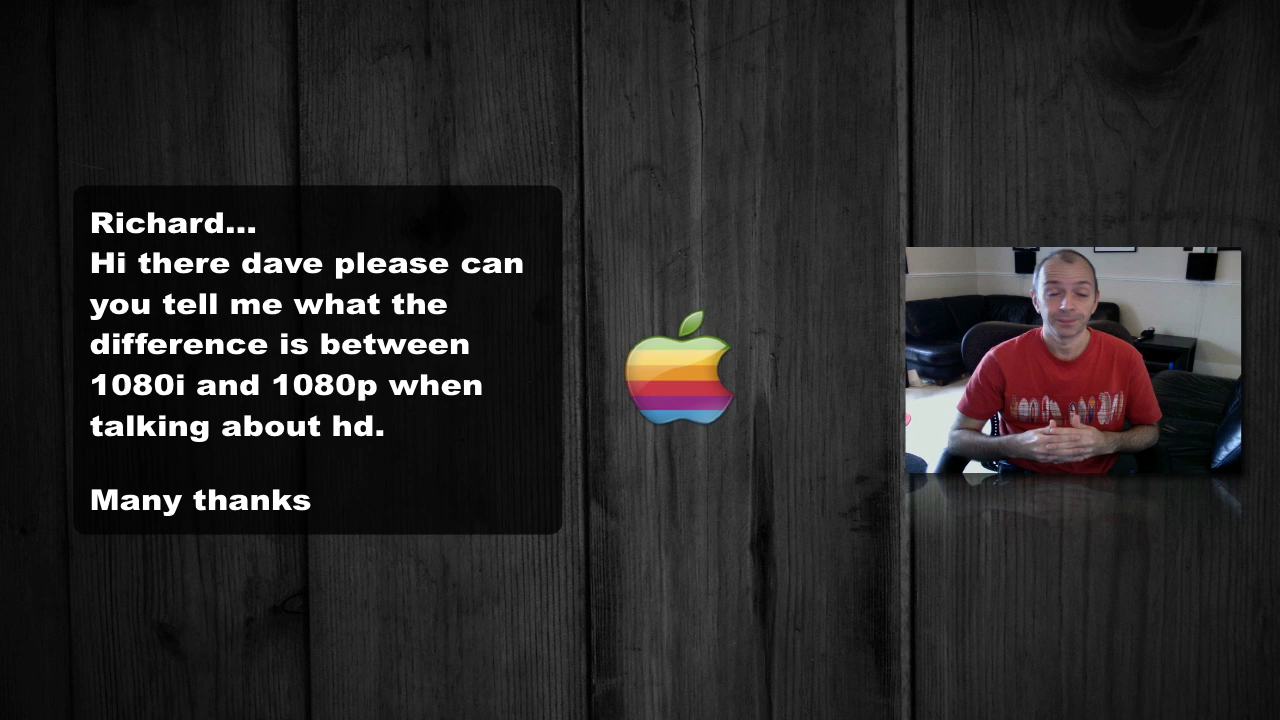 Richard...
Hi there dave please can
you tell me what the
difference is between
1080i and 1080p when
talking about hd.
Many thanks